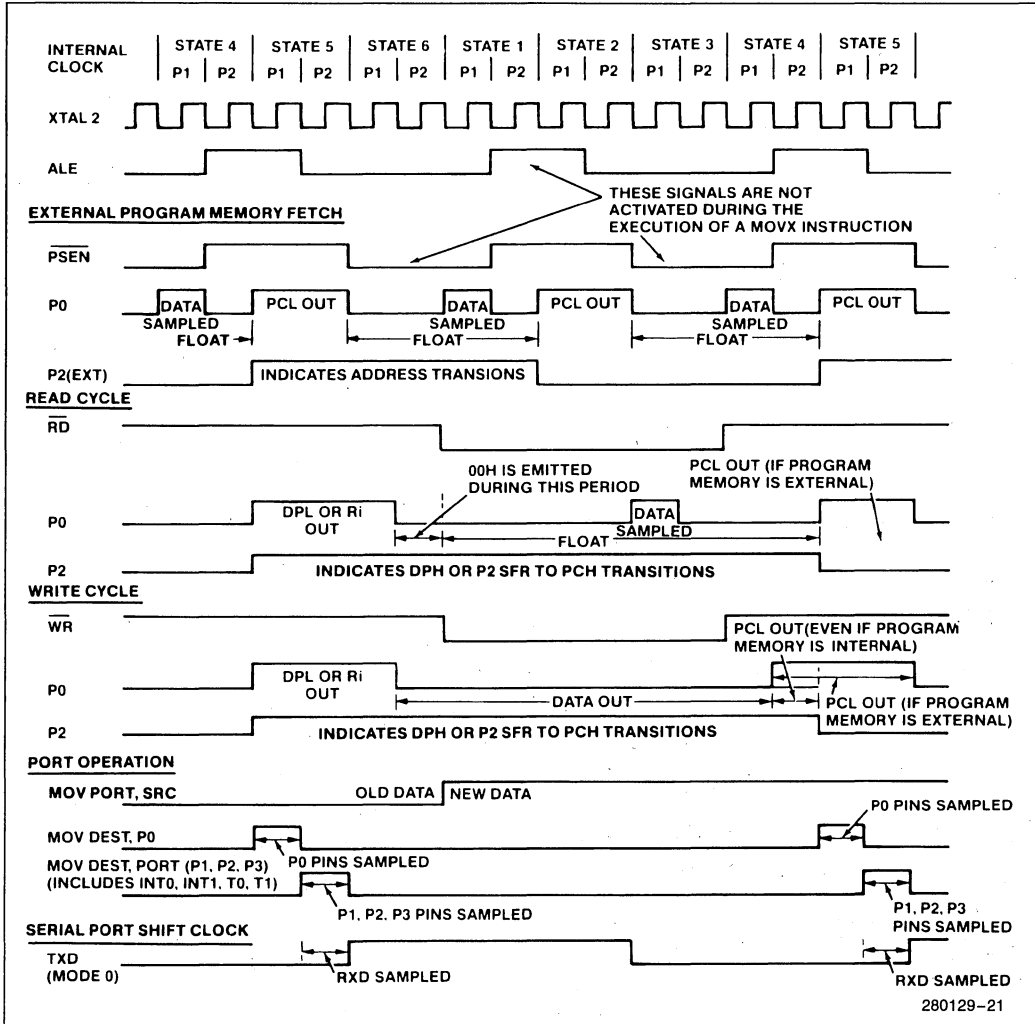 INTERNAL CLOCK
STATE 4 STATE 5 STATE 6 STATE 1 STATE 2 STATE 3 STATE 4 STATE 5
P1 P2 P1 P2 P1 P2 P1 P2 P1 P2 P1 P2 P1 P2 P1 P2
XTAL 2
ALE
THESE SIGNALS ARE NOT
ACTIVATED DURING THE
EXECUTION OF A MOVX INSTRUCTION
EXTERNAL PROGRAM MEMORY FETCH
PSEN
P0 DATA PCL OUT DATA PCL OUT DATA PCL OUT
SAMPLED SAMPLED SAMPLED
FLOAT FLOAT FLOAT
P2(EXT) INDICATES ADDRESS TRANSIONS
READ CYCLE
RD
00H IS EMITTED
DURING THIS PERIOD
PCL OUT (IF PROGRAM
MEMORY IS EXTERNAL)
P0 DPL OR Ri
OUT
DATA
SAMPLED
FLOAT
P2 INDICATES DPH OR P2 SFR TO PCH TRANSITIONS
WRITE CYCLE
WR
PCL OUT(EVEN IF PROGRAM
MEMORY IS INTERNAL)
P0 DPL OR Ri
OUT
DATA OUT
PCL OUT (IF PROGRAM
MEMORY IS EXTERNAL)
P2 INDICATES DPH OR P2 SFR TO PCH TRANSITIONS
PORT OPERATION
MOV PORT, SRC OLD DATA NEW DATA
P0 PINS SAMPLED
MOV DEST, P0
P0 PINS SAMPLED
MOV DEST, PORT (P1, P2, P3)
(INCLUDES INT0, INT1, T0, T1)
P1, P2, P3 PINS SAMPLED
P1, P2, P3
PINS SAMPLED
SERIAL PORT SHIFT CLOCK
TXD
(MODE 0)
RXD SAMPLED
RXD SAMPLED
280129–21